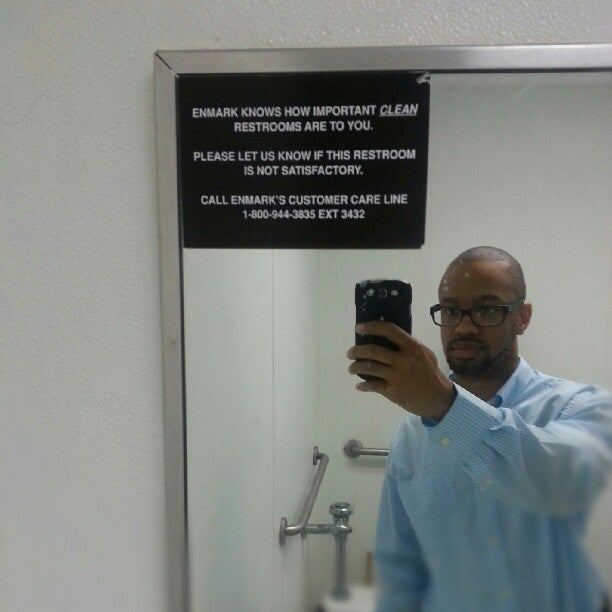 ENMARK KNOWS HOW IMPORTANT CLEAN
RESTROOMS ARE TO YOU.
PLEASE LET US KNOW IF THIS RESTROOM
IS NOT SATISFACTORY.
CALL ENMARK'S CUSTOMER CARE LINE
1-800-944-3835 EXT 3432